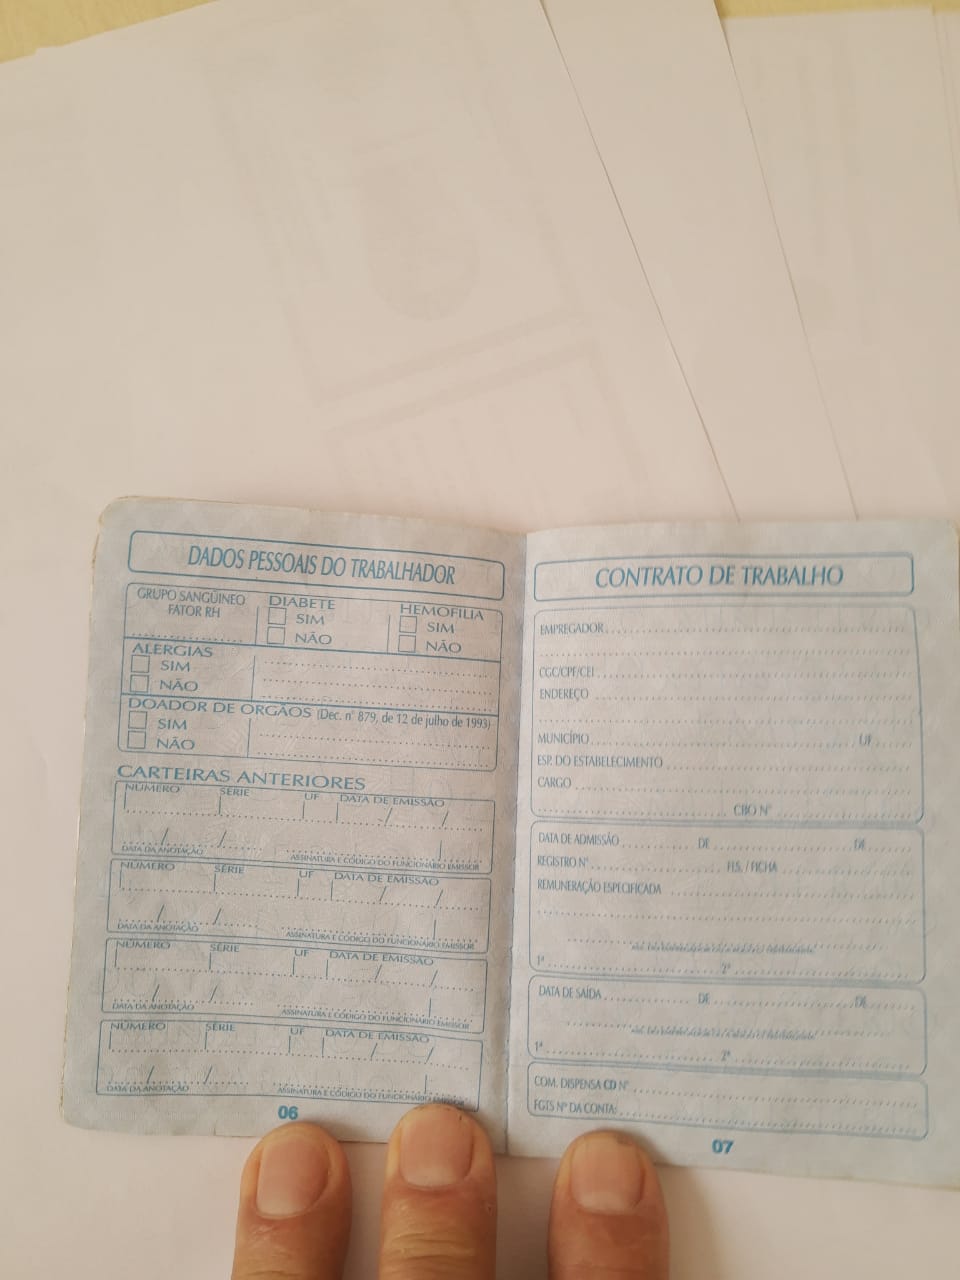 DADOS PESSOAIS DO TRABALHADOR
GRUPO SANGÜINEO
FATOR RH
DIABETE
SIM
NÃO
HEMOFILIA
SIM
NÃO
ALERGIAS
SIM
NÃO
DOADOR DE ORGÃOS (Dec. nº 879, de 12 de julho de 1993)
SIM
NÃO
CARTEIRAS ANTERIORES
NÚMERO SÉRIE UF DATA DE EMISSÃO
DATA DA ANOTAÇÃO ASSINATURA E CÓDIGO DO FUNCIONÁRIO EMISSOR
NÚMERO SÉRIE UF DATA DE EMISSÃO
DATA DA ANOTAÇÃO ASSINATURA E CÓDIGO DO FUNCIONÁRIO EMISSOR
NÚMERO SÉRIE UF DATA DE EMISSÃO
DATA DA ANOTAÇÃO ASSINATURA E CÓDIGO DO FUNCIONÁRIO EMISSOR
NÚMERO SÉRIE UF DATA DE EMISSÃO
DATA DA ANOTAÇÃO ASSINATURA E CÓDIGO DO FUNCIONÁRIO EMISSOR
06
CONTRATO DE TRABALHO
EMPREGADOR
CGC/CPF/CEI
ENDEREÇO
MUNICÍPIO UF
ESP. DO ESTABELECIMENTO
CARGO
CBO Nº
DATA DE ADMISSÃO DE DE
REGISTRO Nº FLS. / FICHA
REMUNERAÇÃO ESPECIFICADA
1ª 2ª
DATA DE SAÍDA DE DE
1ª 2ª
COM. DISPENSA CD Nº
FGTS Nº DA CONTA:
07